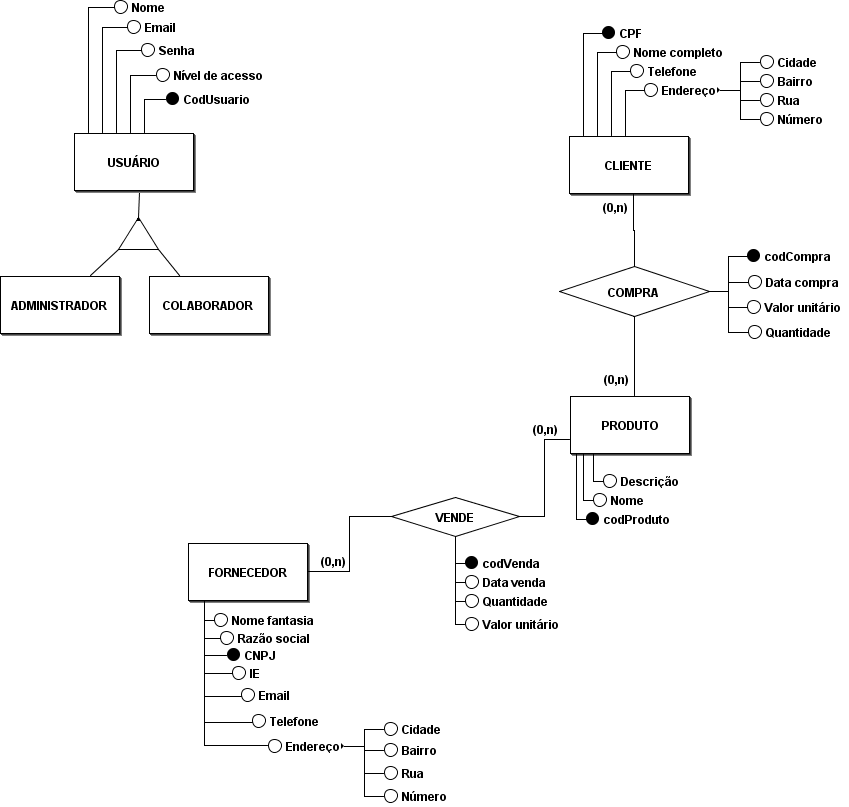 Nome
Email
Senha
Nível de acesso
CodUsuario
USUÁRIO
ADMINISTRADOR
COLABORADOR
CPF
Nome completo
Telefone
Endereço
Cidade
Bairro
Rua
Número
CLIENTE
(0,n)
COMPRA
codCompra
Data compra
Valor unitário
Quantidade
(0,n)
PRODUTO
(0,n)
Descrição
Nome
codProduto
VENDE
codVenda
Data venda
Quantidade
Valor unitário
(0,n)
FORNECEDOR
Nome fantasia
Razão social
CNPJ
IE
Email
Telefone
Endereço
Cidade
Bairro
Rua
Número